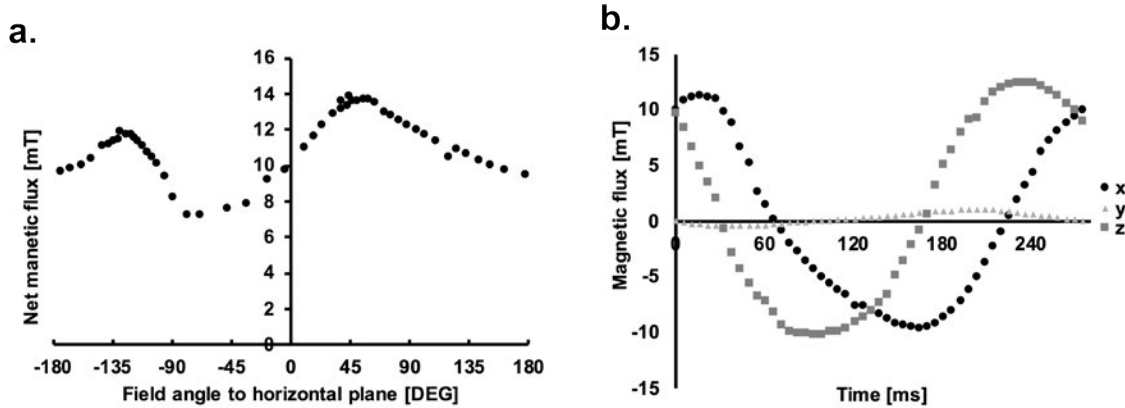 a.
16
14
12
10
8
6
4
2
0
-180 -135 -90 -45 0 45 90 135 180
Net manetic flux [mT]
Field angle to horizontal plane [DEG]
b.
15
10
5
0
-5
-10
-15
0 60 120 180 240
Magnetic flux [mT]
Time [ms]
x
y
z